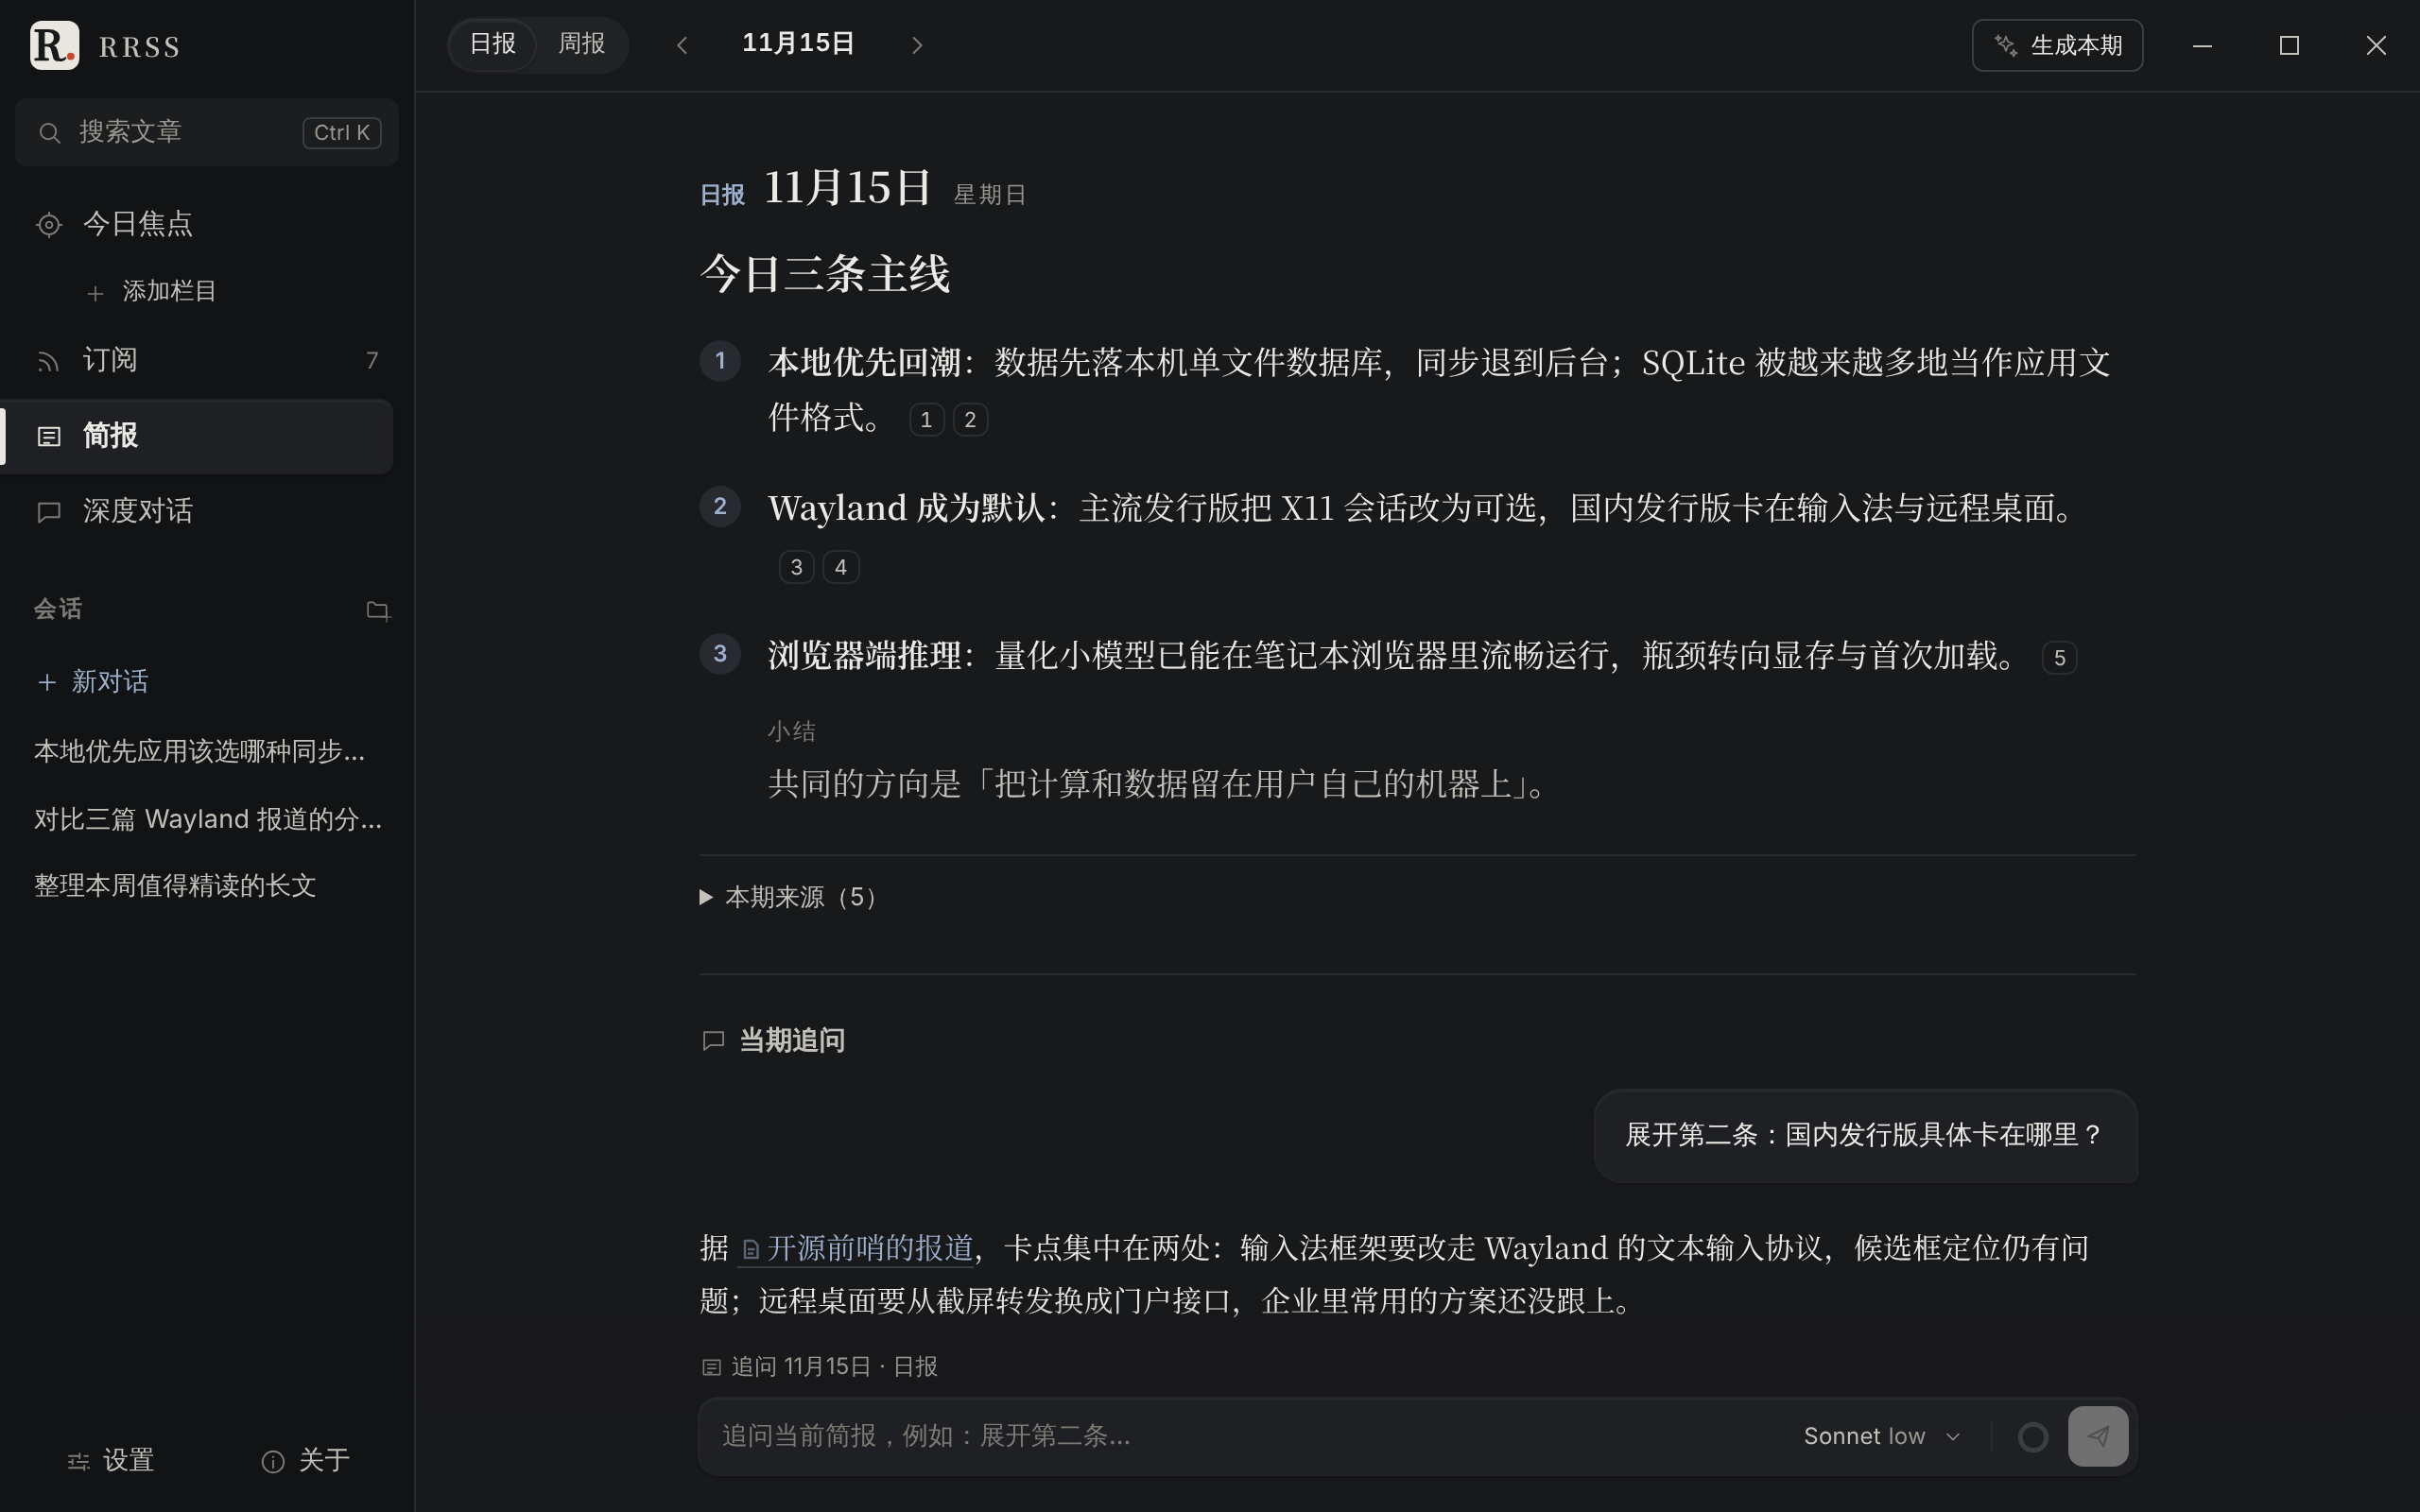 R. RRSS
搜索文章 Ctrl K
今日焦点
添加栏目
订阅 7
简报
深度对话
会话
新对话
本地优先应用该选哪种同步...
对比三篇 Wayland 报道的分...
整理本周值得精读的长文
设置 关于
日报 周报 11月15日 生成本期
日报 11月15日 星期日
今日三条主线
1 本地优先回潮：数据先落本机单文件数据库，同步退到后台；SQLite 被越来越多地当作应用文
件格式。 1 2
2 Wayland 成为默认：主流发行版把 X11 会话改为可选，国内发行版卡在输入法与远程桌面。
3 4
3 浏览器端推理：量化小模型已能在笔记本浏览器里流畅运行，瓶颈转向显存与首次加载。 5
小结
共同的方向是「把计算和数据留在用户自己的机器上」。
本期来源（5）
当期追问
展开第二条：国内发行版具体卡在哪里？
据 开源前哨的报道，卡点集中在两处：输入法框架要改走 Wayland 的文本输入协议，候选框定位仍有问
题；远程桌面要从截屏转发换成门户接口，企业里常用的方案还没跟上。
追问 11月15日 · 日报
追问当前简报，例如：展开第二条... Sonnet low